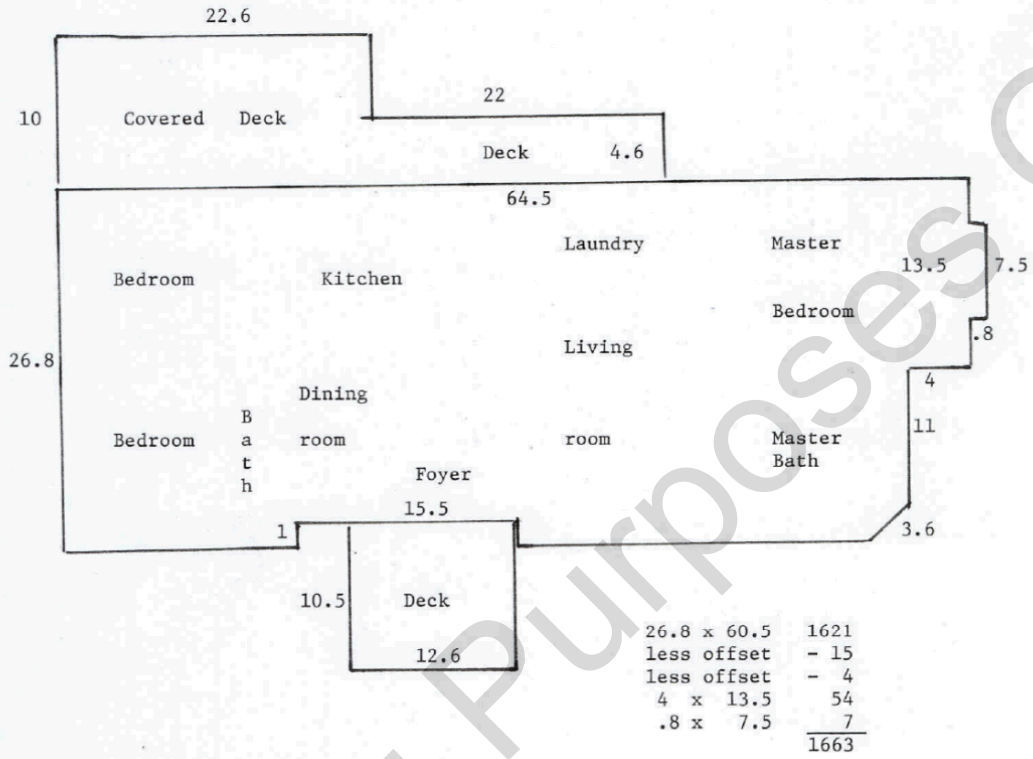 22.6
10
Covered Deck
22
Deck 4.6
64.5
Laundry
Master
13.5
7.5
Bedroom
Kitchen
Bedroom
.8
Living
26.8
4
Dining
Bath
11
Bedroom
room
room
Master
Bath
Foyer
15.5
1
3.6
10.5
Deck
12.6
26.8 x 60.5 1621
less offset - 15
less offset - 4
4 x 13.5 54
.8 x 7.5 7
1663
Purposes